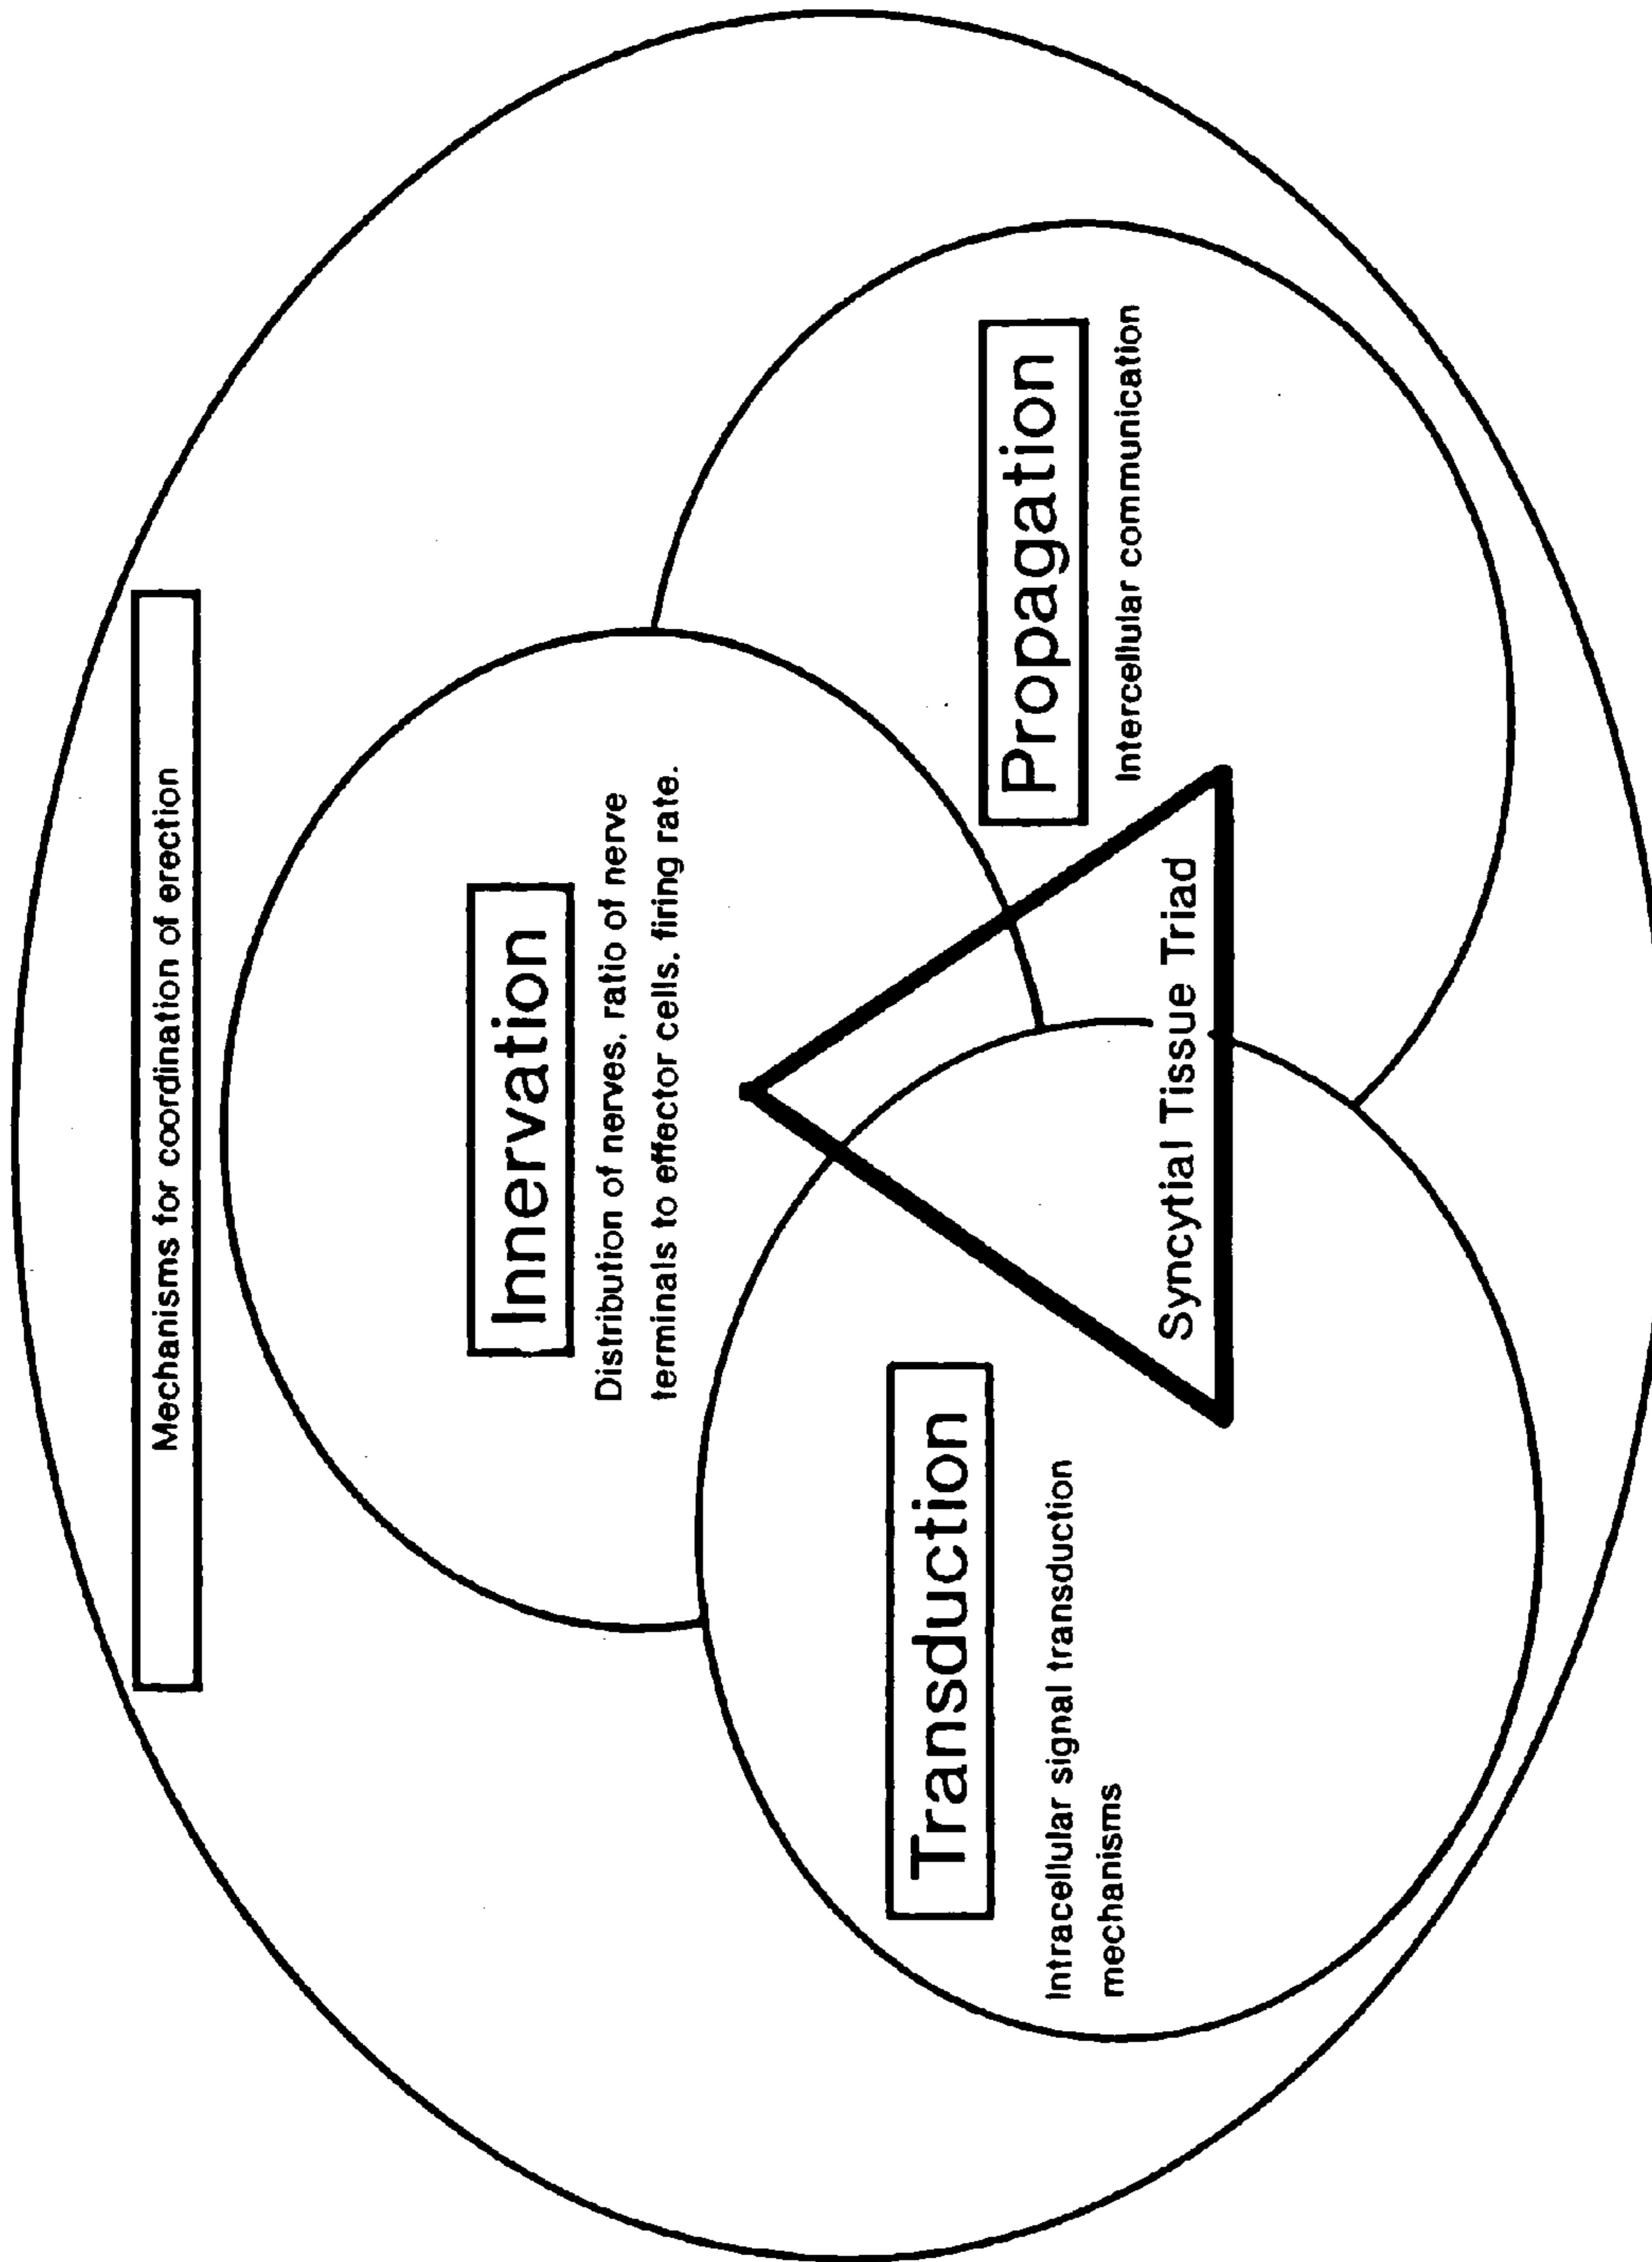 Mechanisms for coordination of erection
Innervation
Distribution of nerves, ratio of nerve
terminals to effector cells, firing rate.
Transduction
Intracellular signal transduction
mechanisms
Propagation
Intercellular communication
Syncytial Tissue Triad